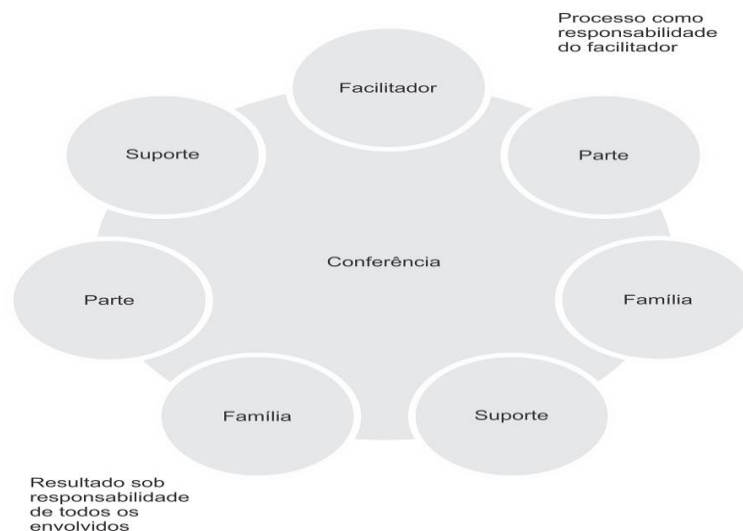 Processo como
responsabilidade
do facilitador
Facilitador
Suporte
Parte
Conferência
Parte
Família
Família
Suporte
Resultado sob
responsabilidade
de todos os
envolvidos